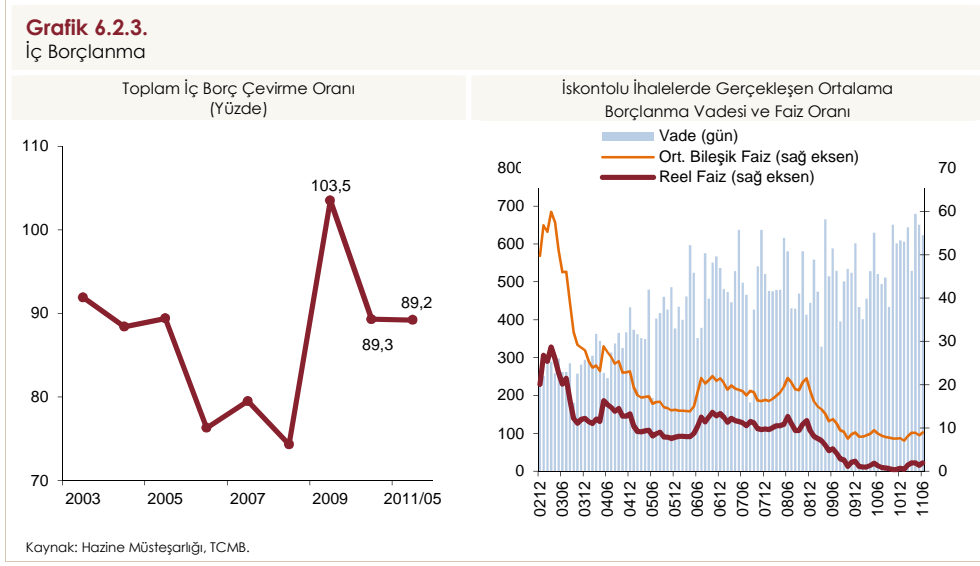 Grafik 6.2.3.
İç Borçlanma
Toplam İç Borç Çevirme Oranı
(Yüzde)
110
100
90
80
70
103,5
89,2
89,3
2003 2005 2007 2009 2011/05
İskontolu İhalelerde Gerçekleşen Ortalama
Borçlanma Vadesi ve Faiz Oranı
Vade (gün)
Ort. Bileşik Faiz (sağ eksen)
Reel Faiz (sağ eksen)
800 70
700 60
600 50
500 40
400 30
300 20
200 10
100 0
0
0212 0306 0312 0406 0412 0506 0512 0606 0612 0706 0712 0806 0812 0906 0912 1006 1012 1106
Kaynak: Hazine Müsteşarlığı, TCMB.